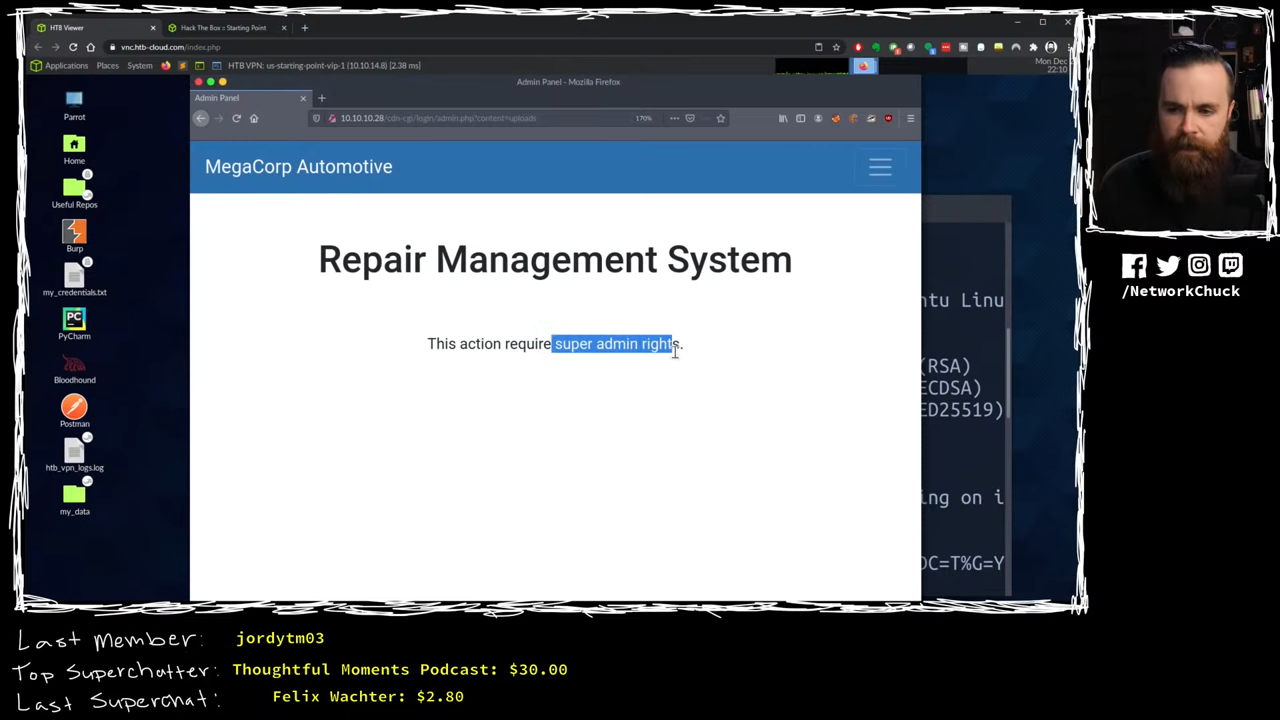 HTB Viewer
Hack The Box :: Starting Point
vnc.htb-cloud.com/index.php
Applications Places System
HTB VPN: us-starting-point-vip-1 (10.10.14.8) [2.38 ms]
Mon Dec
22:10
Admin Panel - Mozilla Firefox
Admin Panel
10.10.10.28/cdn-cgi/login/admin.php?content=uploads
170%
MegaCorp Automotive
Repair Management System
This action require super admin rights.
Parrot
Home
Useful Repos
Burp
my_credentials.txt
PyCharm
Bloodhound
Postman
htb_vpn_logs.log
my_data
ntu Linu
(RSA)
ECDSA)
ED25519)
ng on i
DC=T%G=Y
/NetworkChuck
Last Member: jordytm03
Top Superchatter: Thoughtful Moments Podcast: $30.00
Last Superchat: Felix Wachter: $2.80